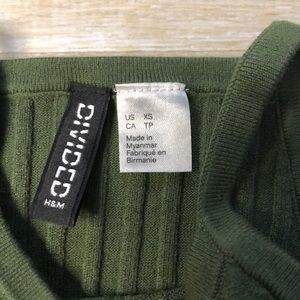 DIVIDED
H&M
US XS
CA TP
Made in
Myanmar
Fabriqué en
Birmanie